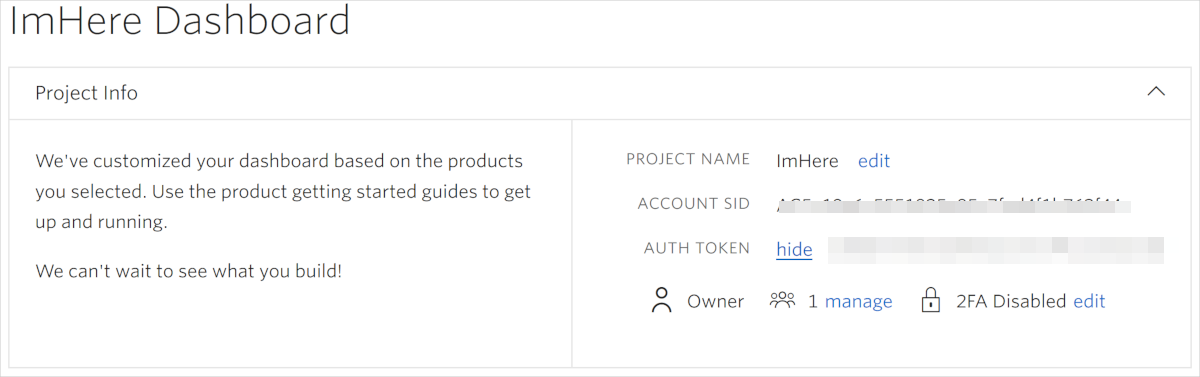 ImHere Dashboard
Project Info
We've customized your dashboard based on the products
you selected. Use the product getting started guides to get
up and running.
We can't wait to see what you build!
PROJECT NAME ImHere edit
ACCOUNT SID
AUTH TOKEN hide
Owner 1 manage 2FA Disabled edit